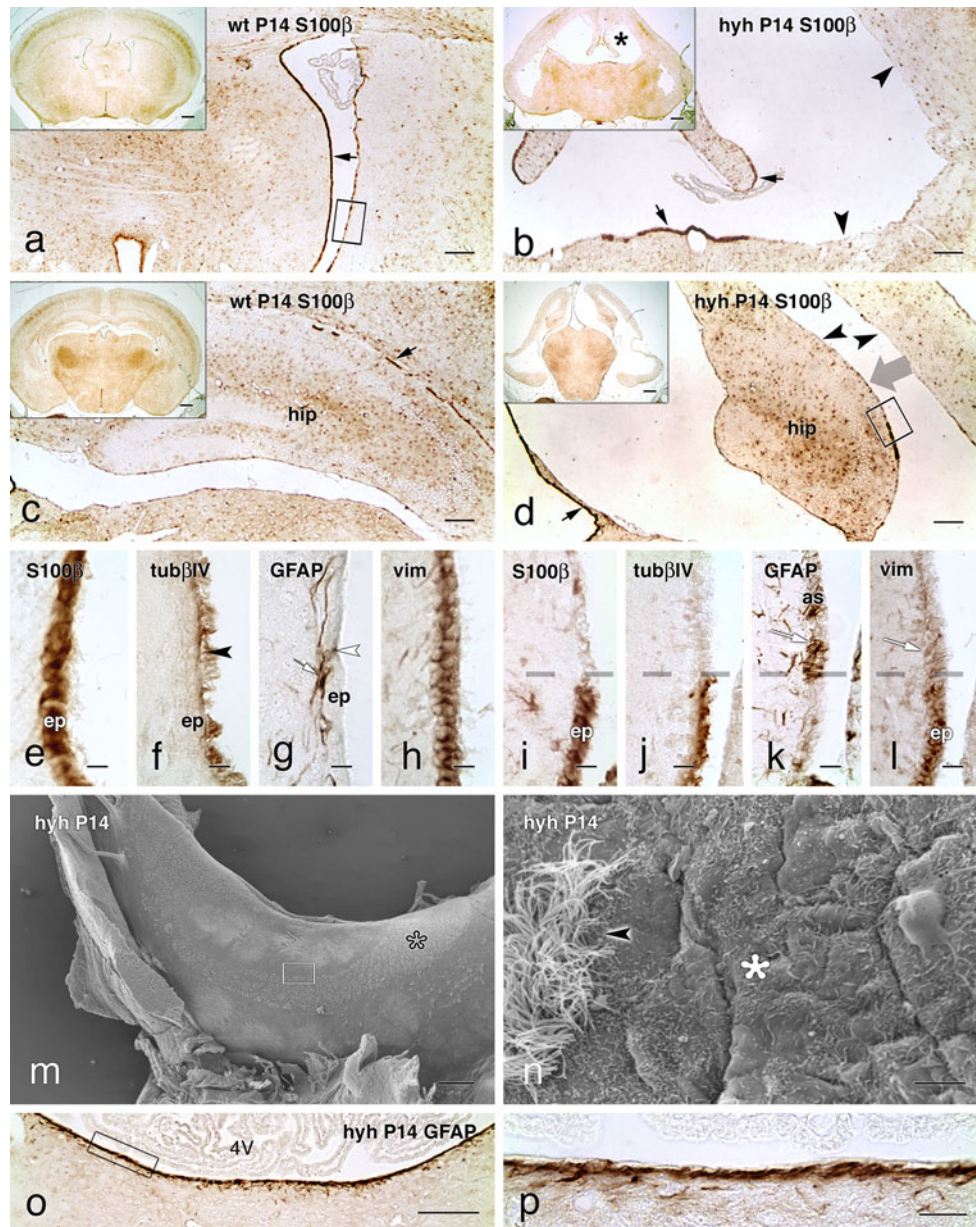 wt P14 S100β
*
hyh P14 S100β
a
b
wt P14 S100β
hyh P14 S100β
hip
hip
c
d
S100β
tubβIV
GFAP
vim
S100β
tubβIV
GFAP
vim
as
ep
ep
ep
ep
ep
e
f
g
h
i
j
k
l
hyh P14
hyh P14
*
*
m
n
4V
hyh P14 GFAP
o
p